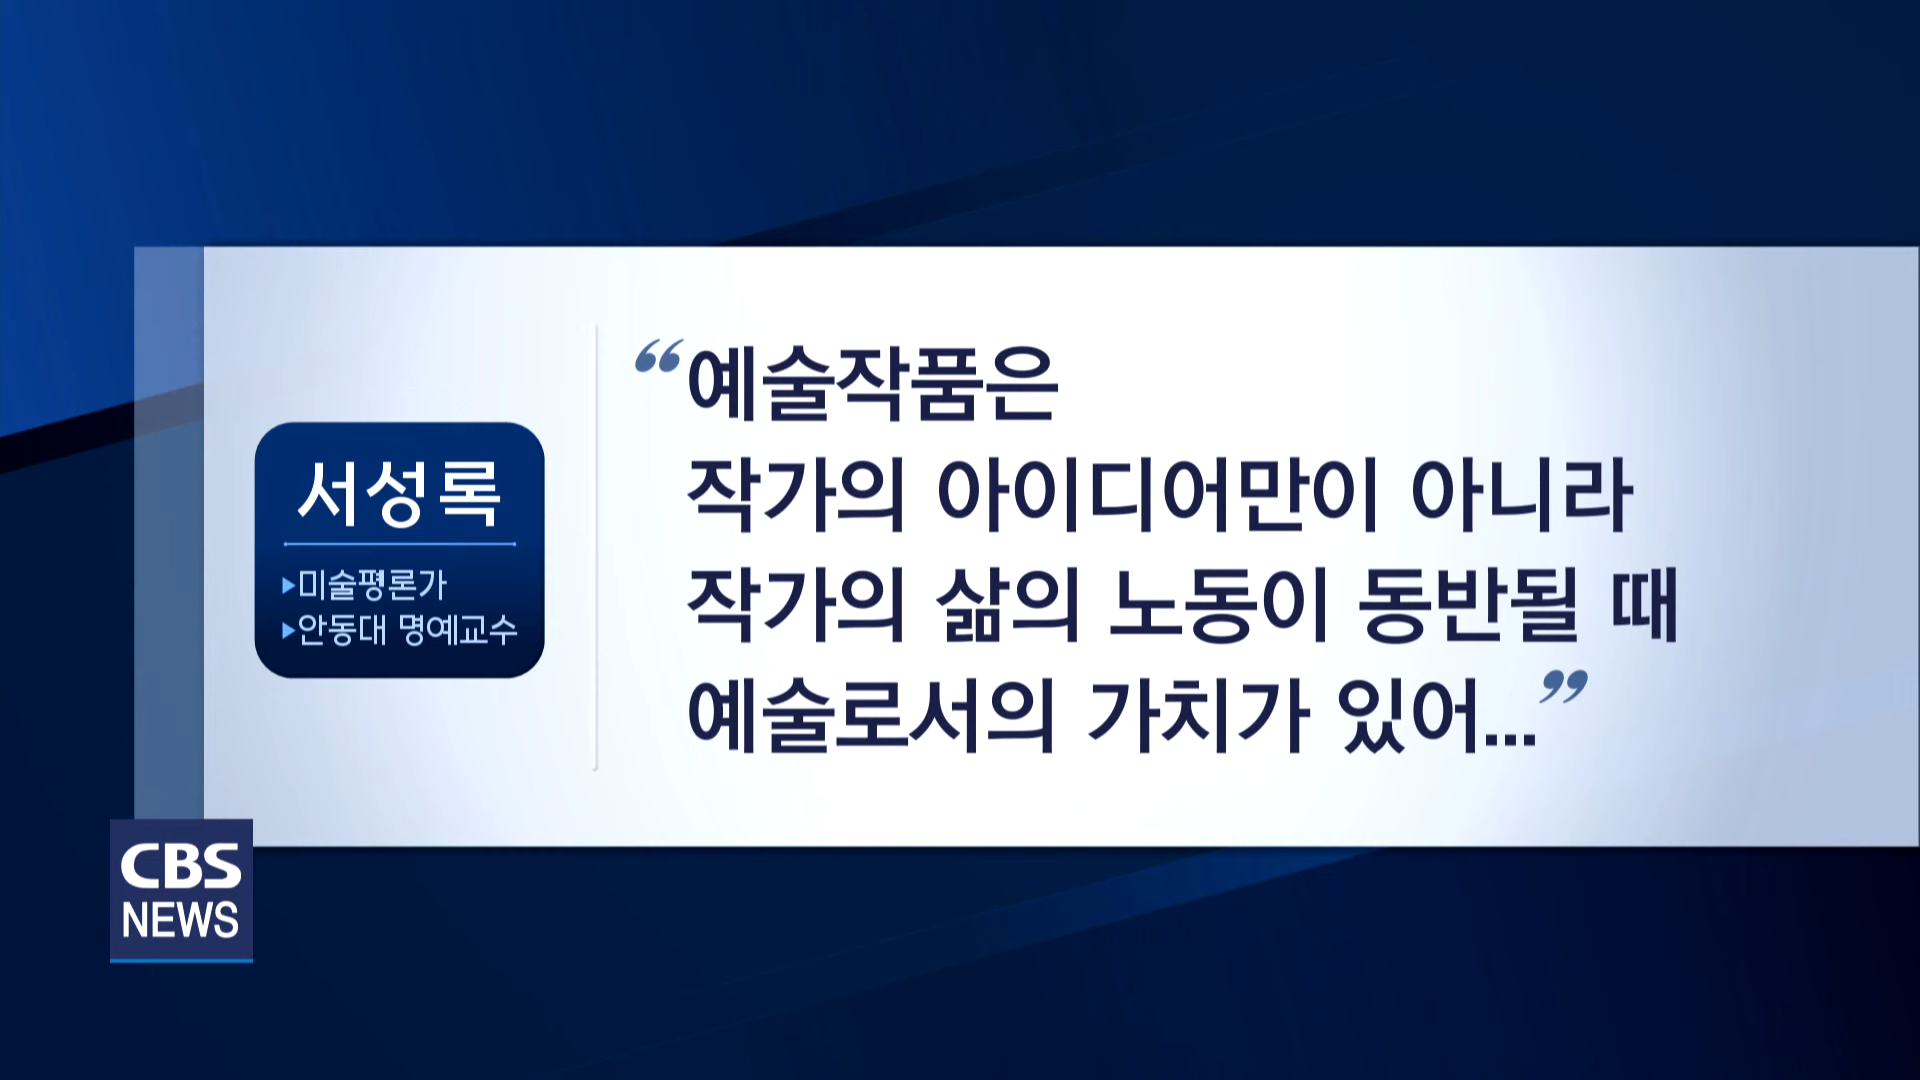 서성록
▶미술평론가
▶안동대 명예교수
“예술작품은
작가의 아이디어만이 아니라
작가의 삶의 노동이 동반될 때
예술로서의 가치가 있어...”
CBS
NEWS